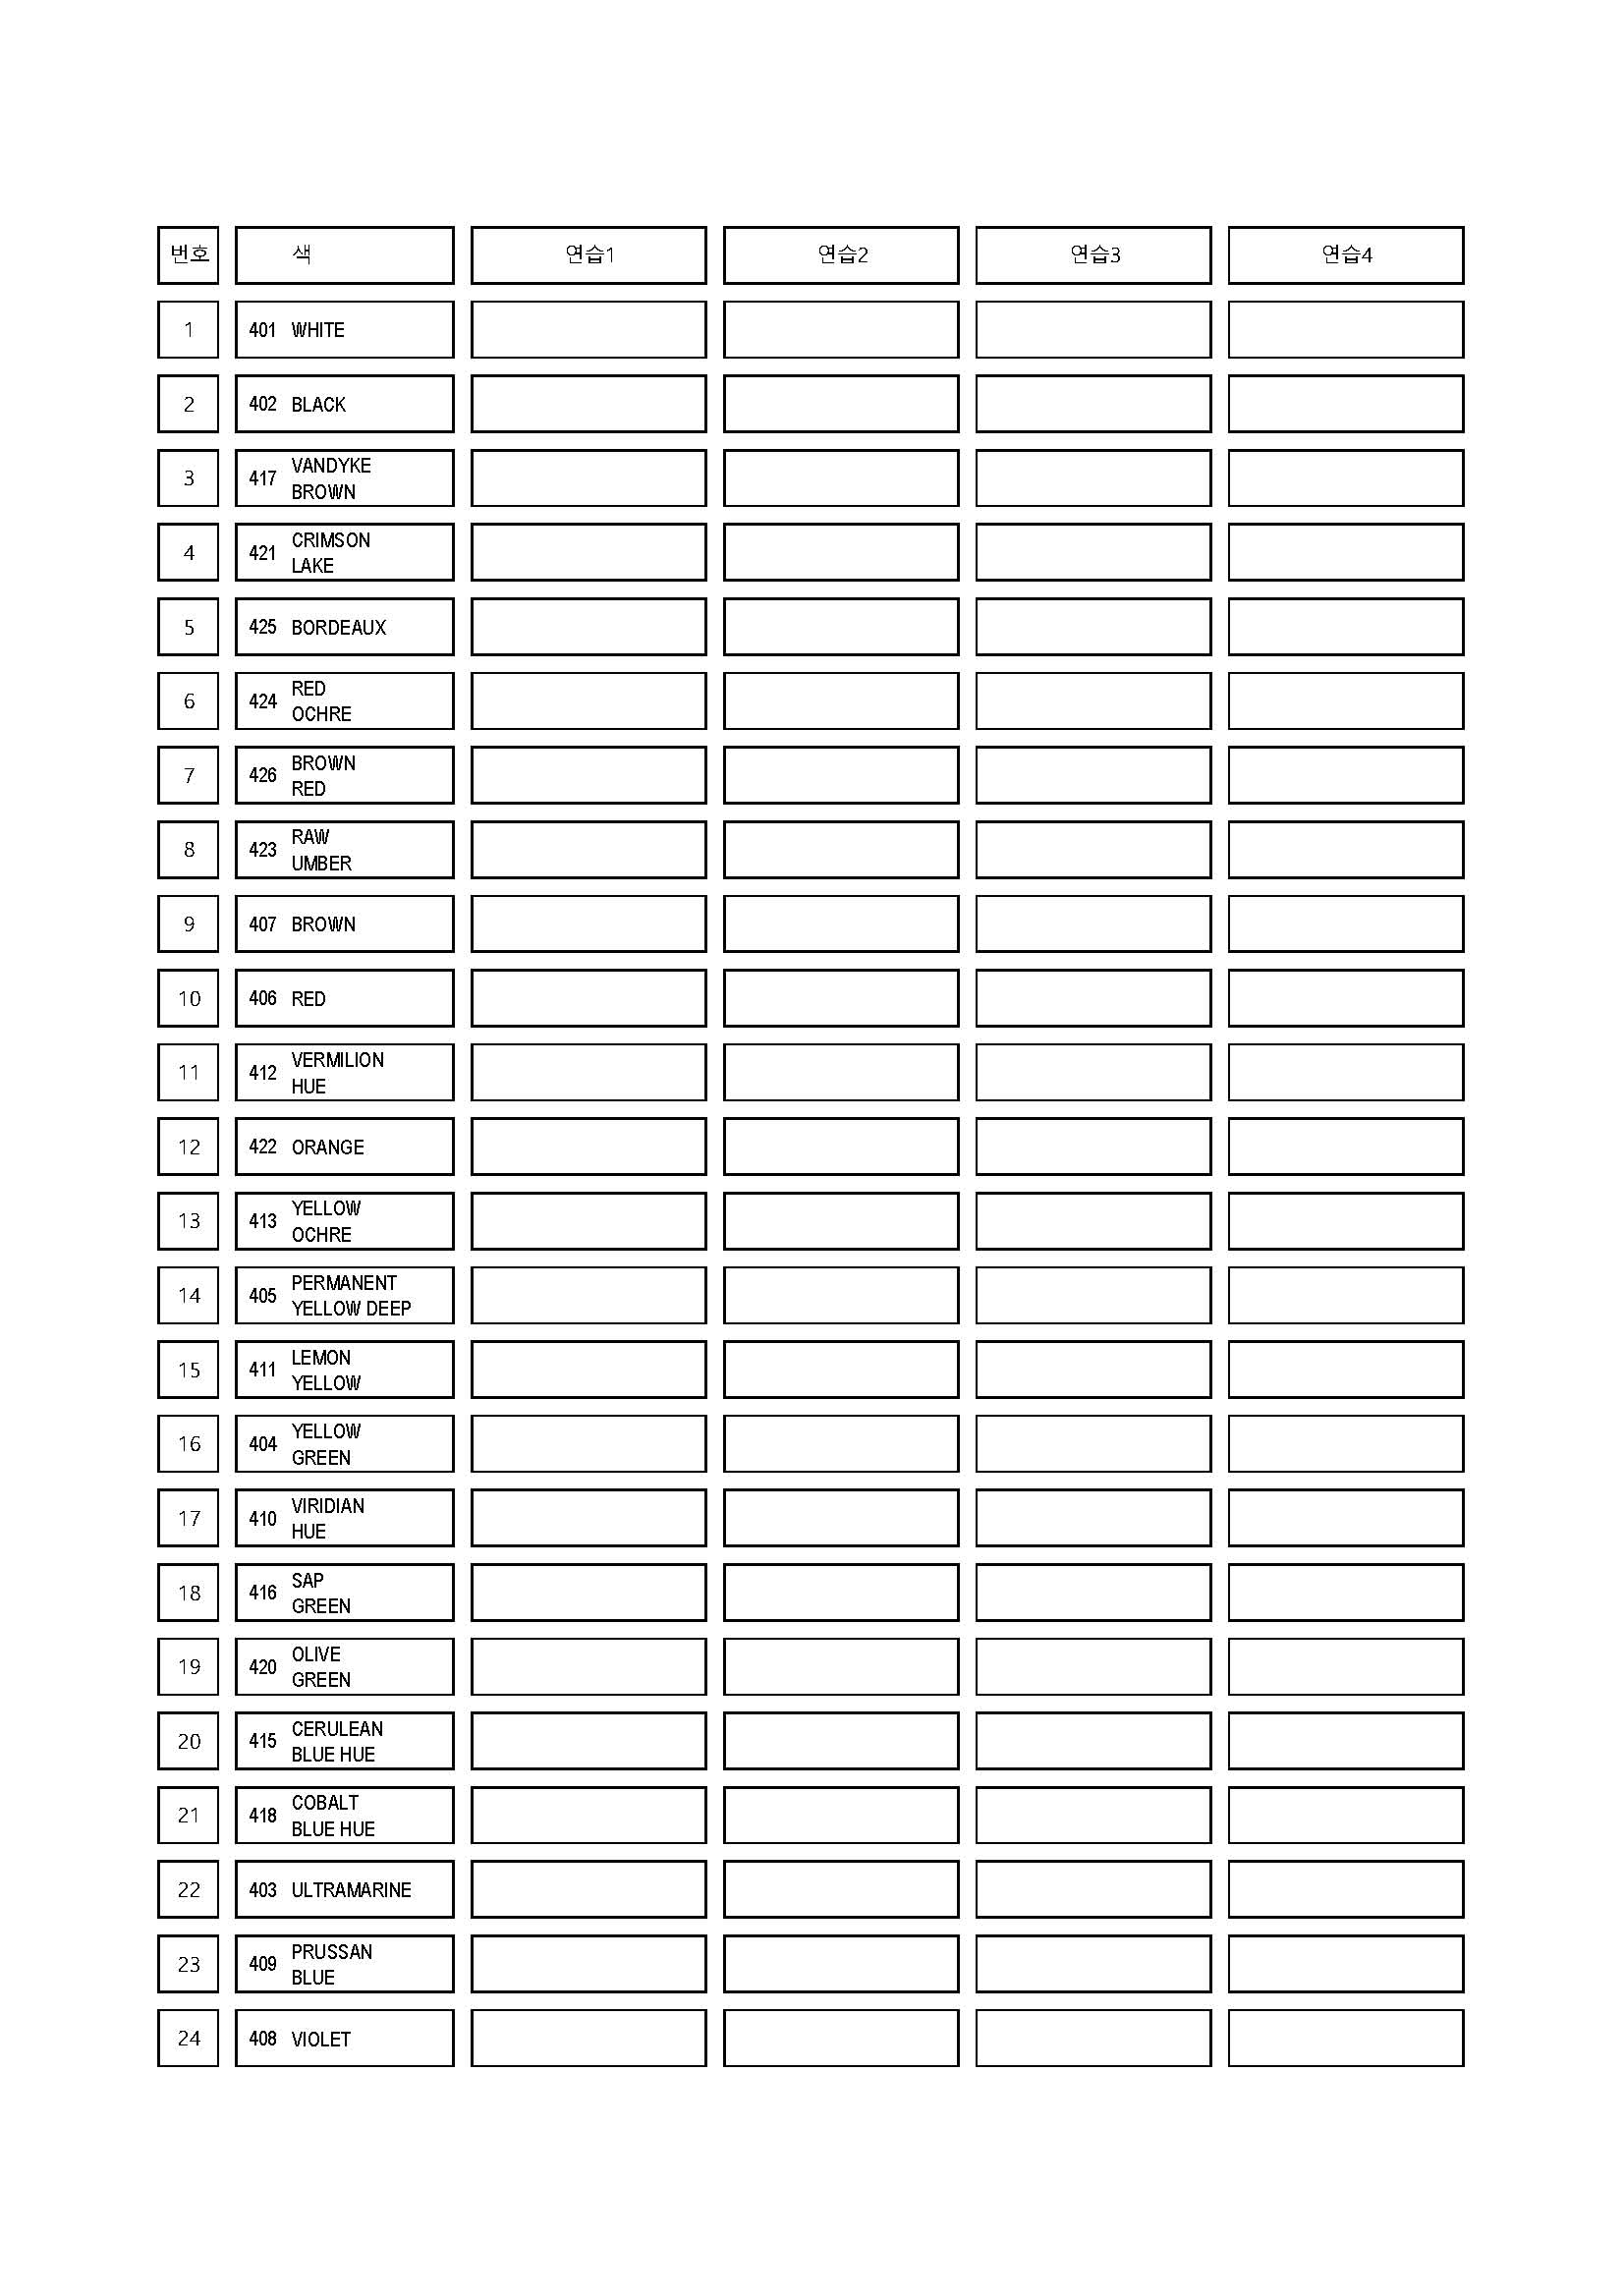 번호 색 연습1 연습2 연습3 연습4
1 401 WHITE
2 402 BLACK
3 417 VANDYKE
BROWN
4 421 CRIMSON
LAKE
5 425 BORDEAUX
6 424 RED
OCHRE
7 426 BROWN
RED
8 423 RAW
UMBER
9 407 BROWN
10 406 RED
11 412 VERMILION
HUE
12 422 ORANGE
13 413 YELLOW
OCHRE
14 405 PERMANENT
YELLOW DEEP
15 411 LEMON
YELLOW
16 404 YELLOW
GREEN
17 410 VIRIDIAN
HUE
18 416 SAP
GREEN
19 420 OLIVE
GREEN
20 415 CERULEAN
BLUE HUE
21 418 COBALT
BLUE HUE
22 403 ULTRAMARINE
23 409 PRUSSAN
BLUE
24 408 VIOLET